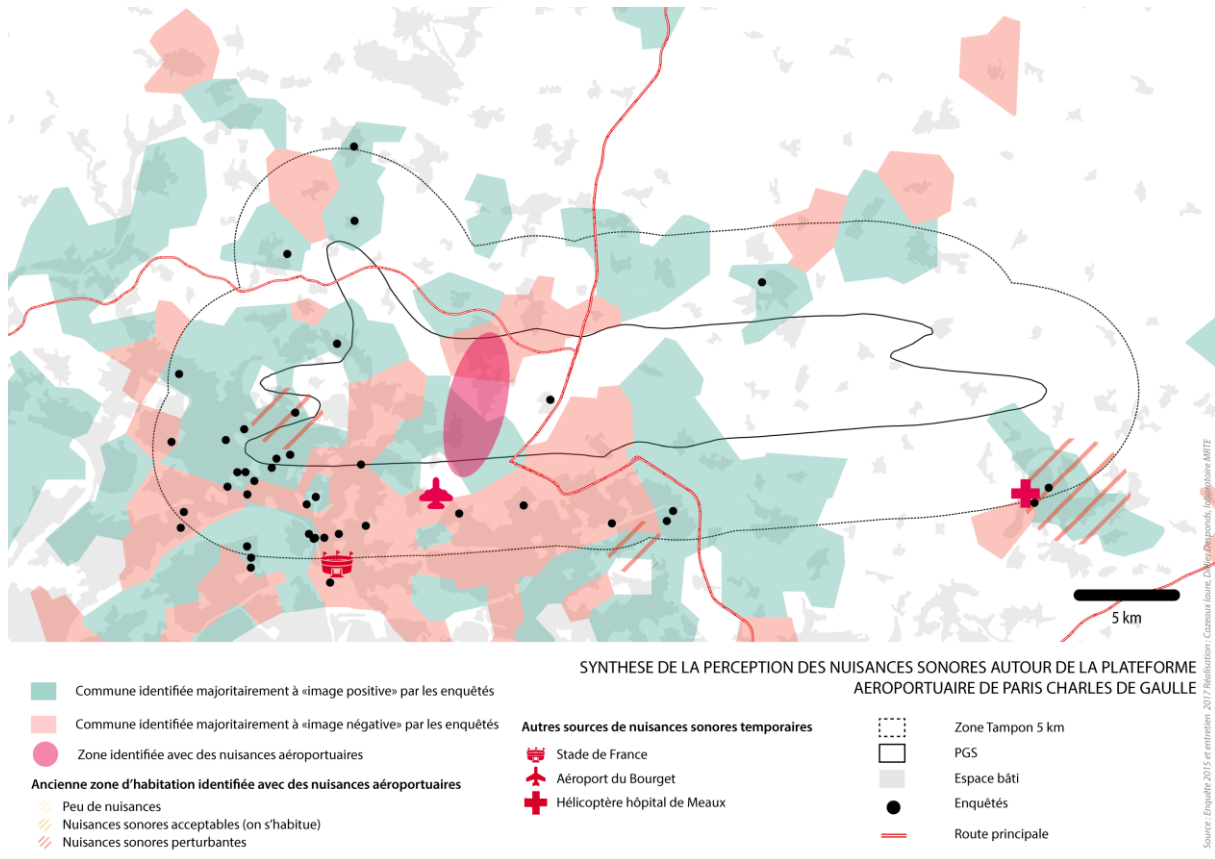 5 km
SYNTHESE DE LA PERCEPTION DES NUISANCES SONORES AUTOUR DE LA PLATEFORME
AEROPORTUAIRE DE PARIS CHARLES DE GAULLE
Commune identifiée majoritairement à «image positive» par les enquêtés
Commune identifiée majoritairement à «image négative» par les enquêtés
Zone identifiée avec des nuisances aéroportuaires
Ancienne zone d'habitation identifiée avec des nuisances aéroportuaires
Peu de nuisances
Nuisances sonores acceptables (on s'habitue)
Nuisances sonores perturbantes
Autres sources de nuisances sonores temporaires
Stade de France
Aéroport du Bourget
Hélicoptère hôpital de Meaux
Zone Tampon 5 km
PGS
Espace bâti
Enquêtés
Route principale
Source : Enquête 2015 et entretien 2017 Réalisation : Cazeaux laure, Didier Desponds, laboratoire MRTE